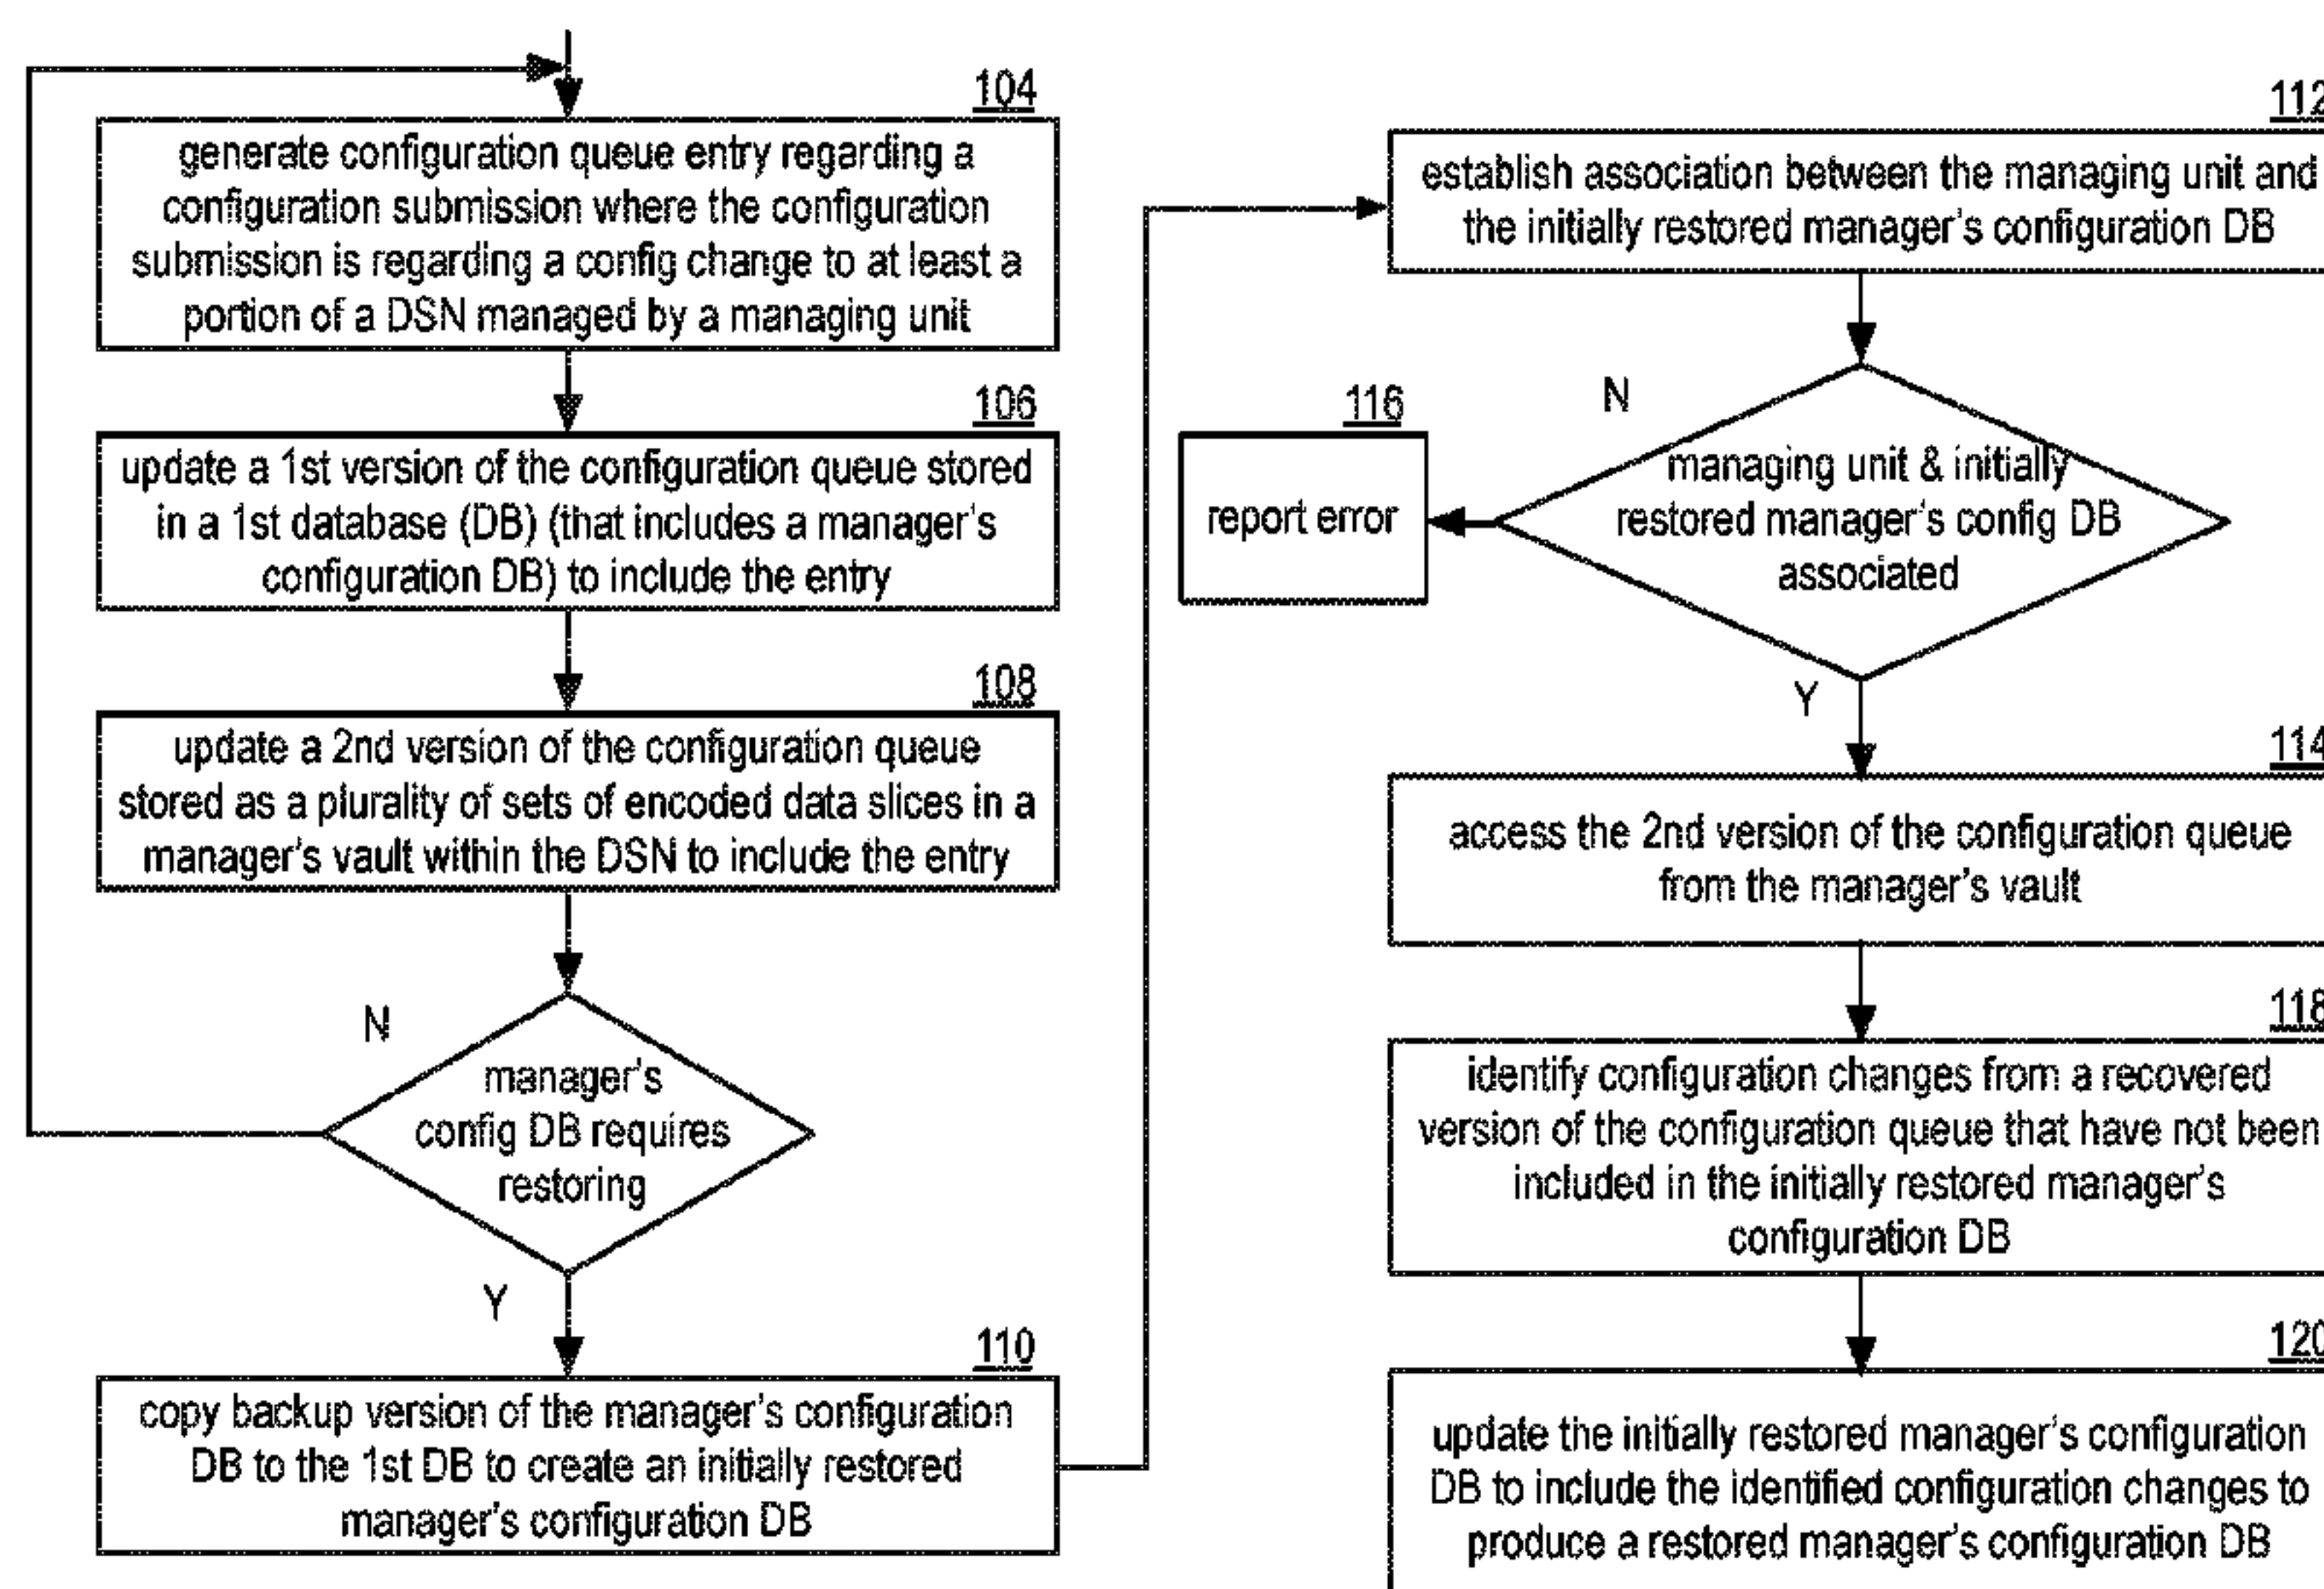 104
generate configuration queue entry regarding a
configuration submission where the configuration
submission is regarding a config change to at least a
portion of a DSN managed by a managing unit
106
update a 1st version of the configuration queue stored
in a 1st database (DB) (that includes a manager's
configuration DB) to include the entry
108
update a 2nd version of the configuration queue
stored as a plurality of sets of encoded data slices in a
manager's vault within the DSN to include the entry
N
manager's
config DB requires
restoring
Y
110
copy backup version of the manager's configuration
DB to the 1st DB to create an initially restored
manager's configuration DB
112
establish association between the managing unit and
the initially restored manager's configuration DB
N
managing unit & initially
restored manager's config DB
associated
116
report error
Y
114
access the 2nd version of the configuration queue
from the manager's vault
118
identify configuration changes from a recovered
version of the configuration queue that have not been
included in the initially restored manager's
configuration DB
120
update the initially restored manager's configuration
DB to include the identified configuration changes to
produce a restored manager's configuration DB